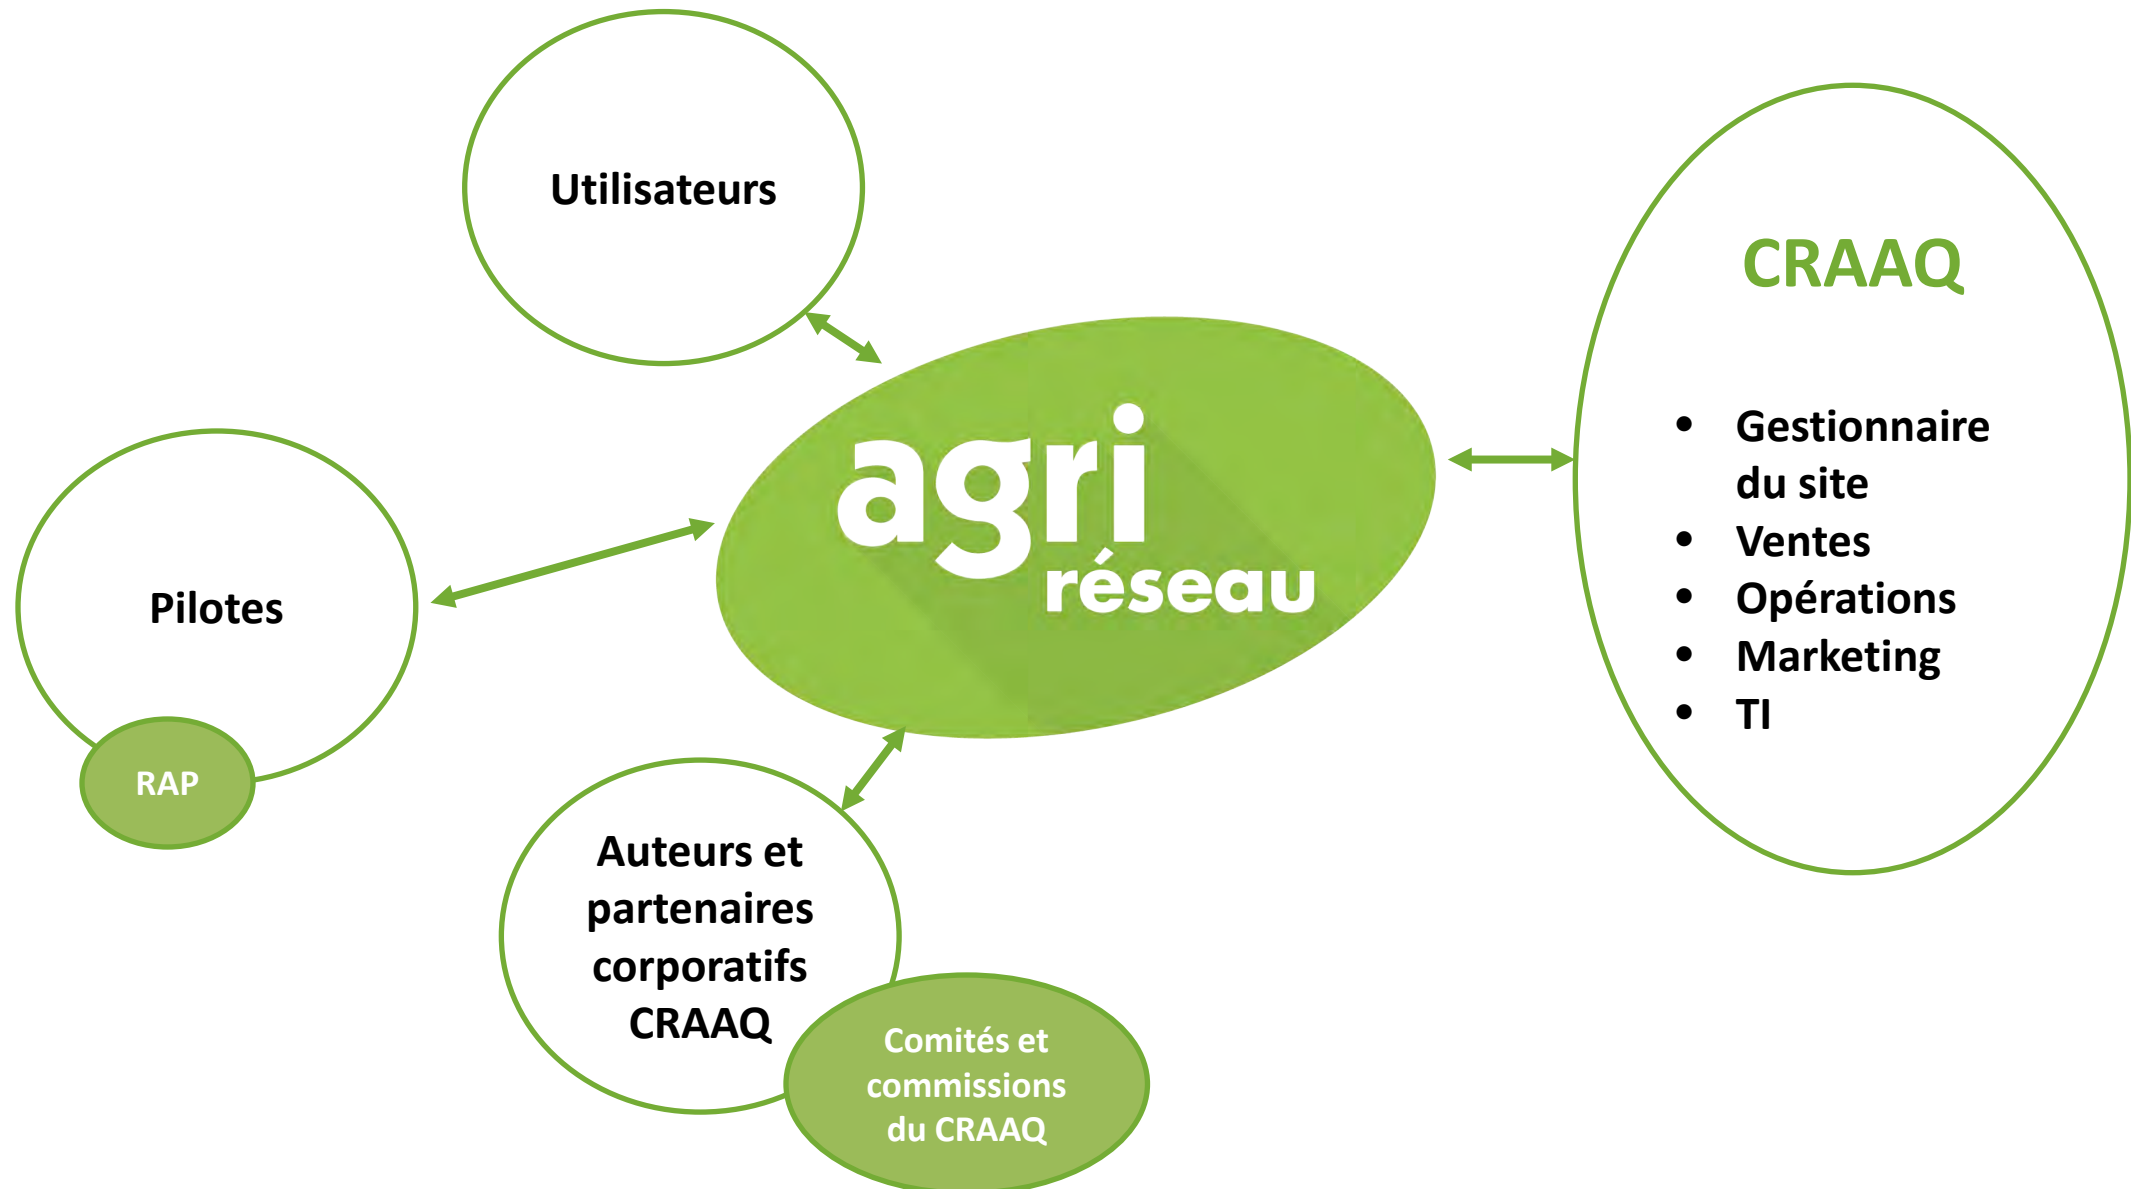 Utilisateurs
CRAAQ
• Gestionnaire
du site
• Ventes
• Opérations
• Marketing
• TI
agri
réseau
Pilotes
RAP
Auteurs et
partenaires
corporatifs
CRAAQ
Comités et
commissions
du CRAAQ